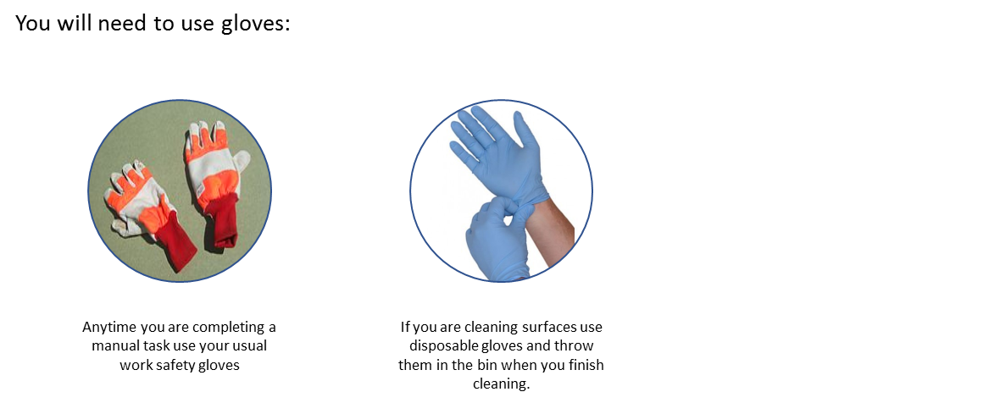 You will need to use gloves:
Anytime you are completing a
manual task use your usual
work safety gloves
If you are cleaning surfaces use
disposable gloves and throw
them in the bin when you finish
cleaning.